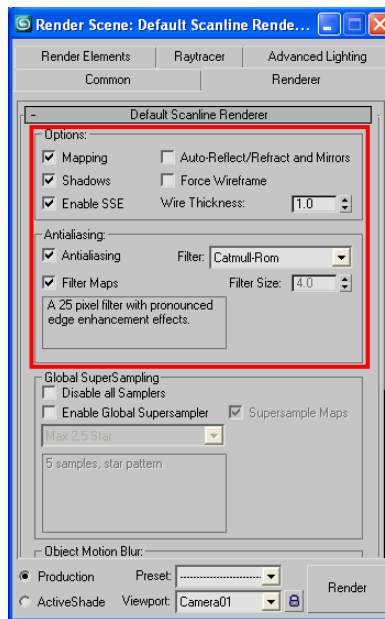 Render Scene: Default Scanline Rende...
Render Elements Raytracer Advanced Lighting
Common Renderer
- Default Scanline Renderer
Options:
Mapping Auto-Reflect/Refract and Mirrors
Shadows Force Wireframe
Enable SSE Wire Thickness: 1.0
Antialiasing:
Antialiasing Filter: Catmull-Rom
Filter Maps Filter Size: 4.0
A 25 pixel filter with pronounced
edge enhancement effects.
Global SuperSampling
Disable all Samplers
Enable Global Supersampler Supersample Maps
Max 2.5 Star
5 samples, star pattern
Object Motion Blur:
Production Preset: -------------------------
Render
ActiveShade Viewport: Camera01